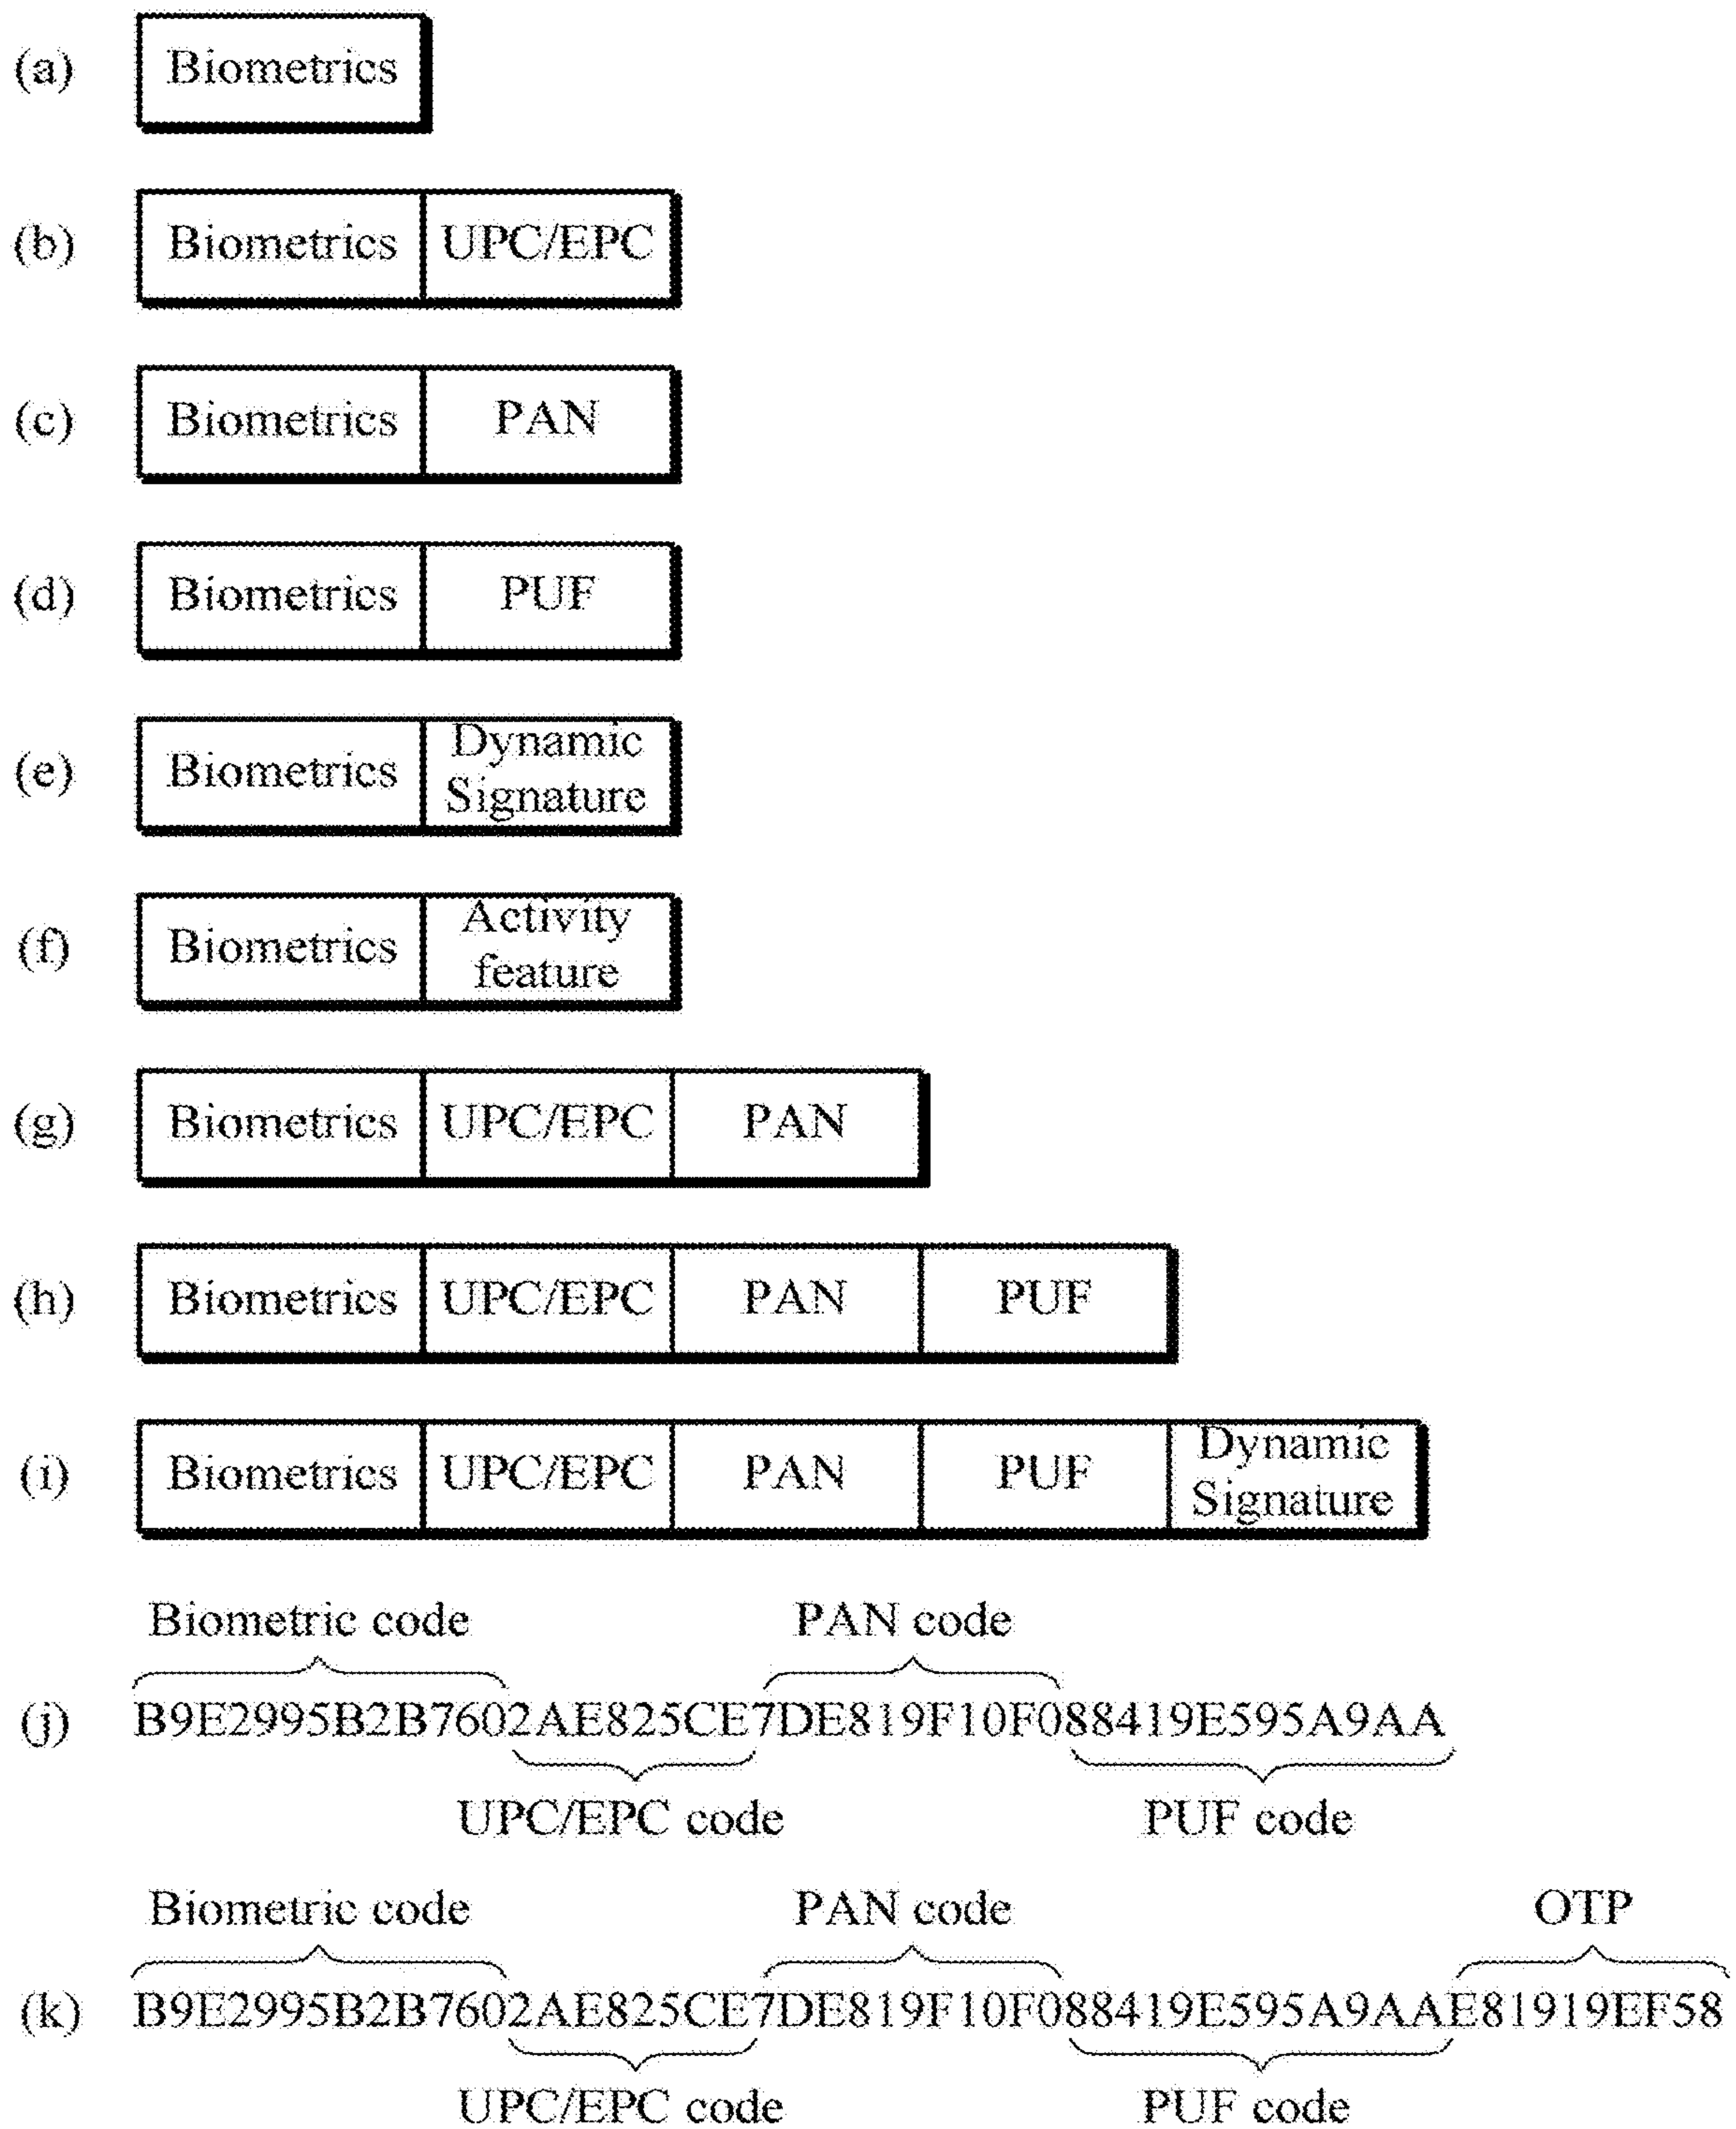 (a) Biometrics
(b) Biometrics UPC/EPC
(c) Biometrics PAN
(d) Biometrics PUF
(e) Biometrics Dynamic
Signature
(f) Biometrics Activity
feature
(g) Biometrics UPC/EPC PAN
(h) Biometrics UPC/EPC PAN PUF
(i) Biometrics UPC/EPC PAN PUF Dynamic
Signature
Biometric code PAN code
(j) B9E2995B2B7602AE825CE7DE819F10F088419E595A9AA
UPC/EPC code PUF code
Biometric code PAN code OTP
(k) B9E2995B2B7602AE825CE7DE819F10F088419E595A9AAE81919EF58
UPC/EPC code PUF code